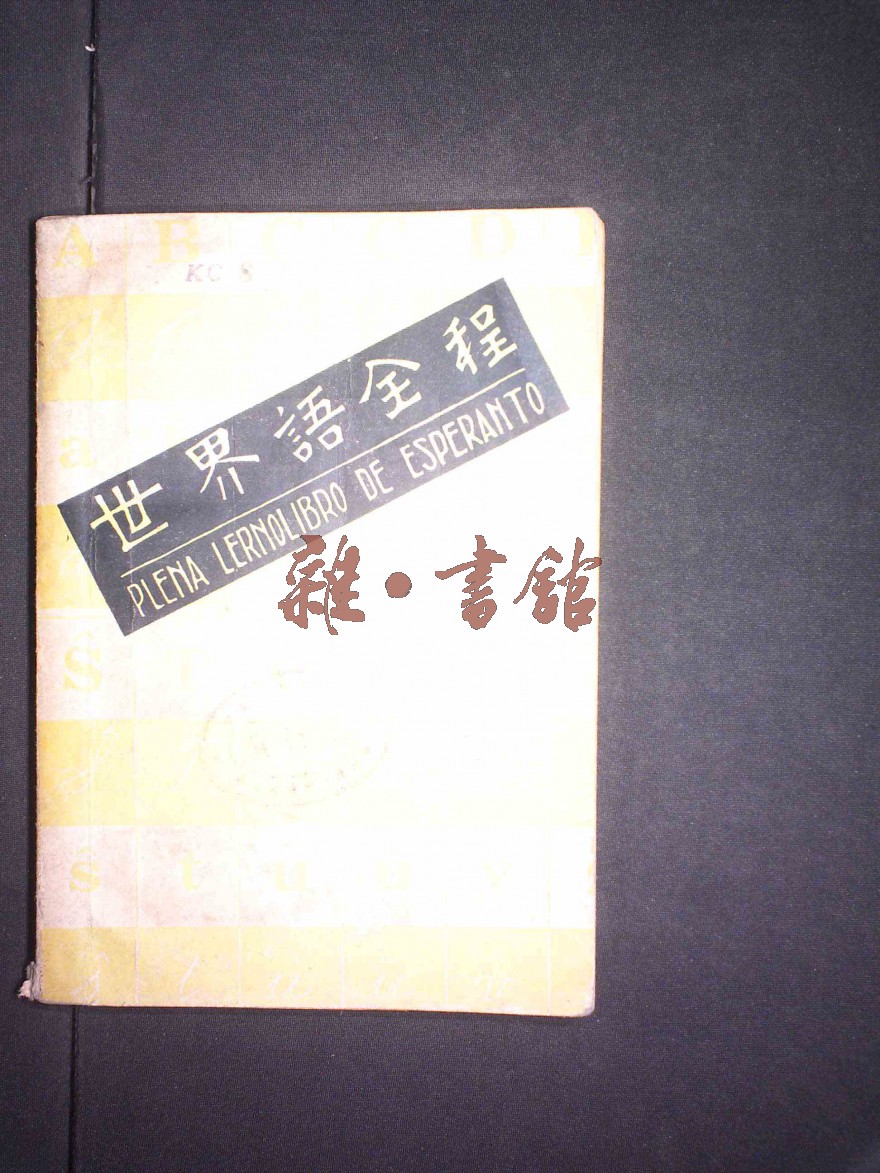 A B C Ĉ D E
KC 8
世界語全程
PLENA LERNOLIBRO DE ESPERANTO
雜·書館
a
S T
ŝ t u ŭ v